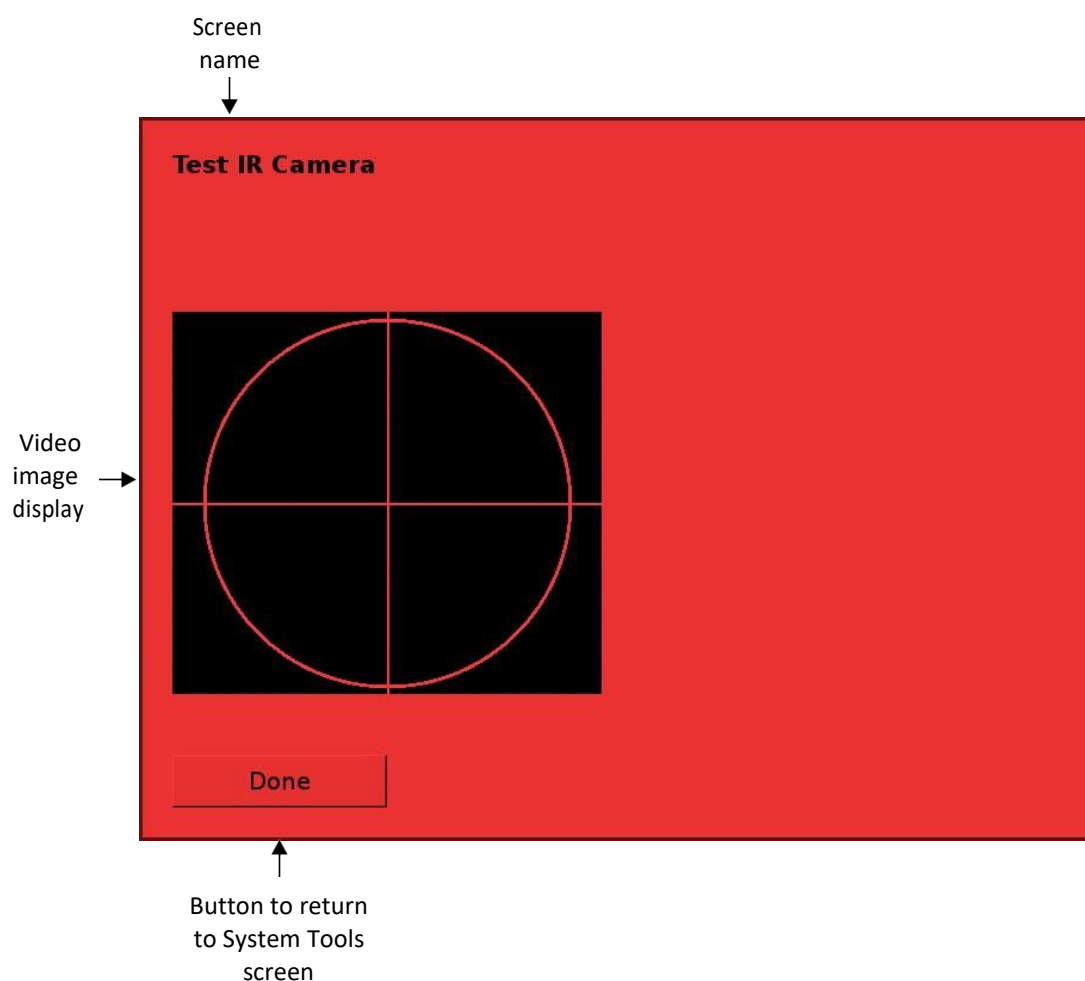 Screen
name
Test IR Camera
Video
image
display
Done
Button to return
to System Tools
screen